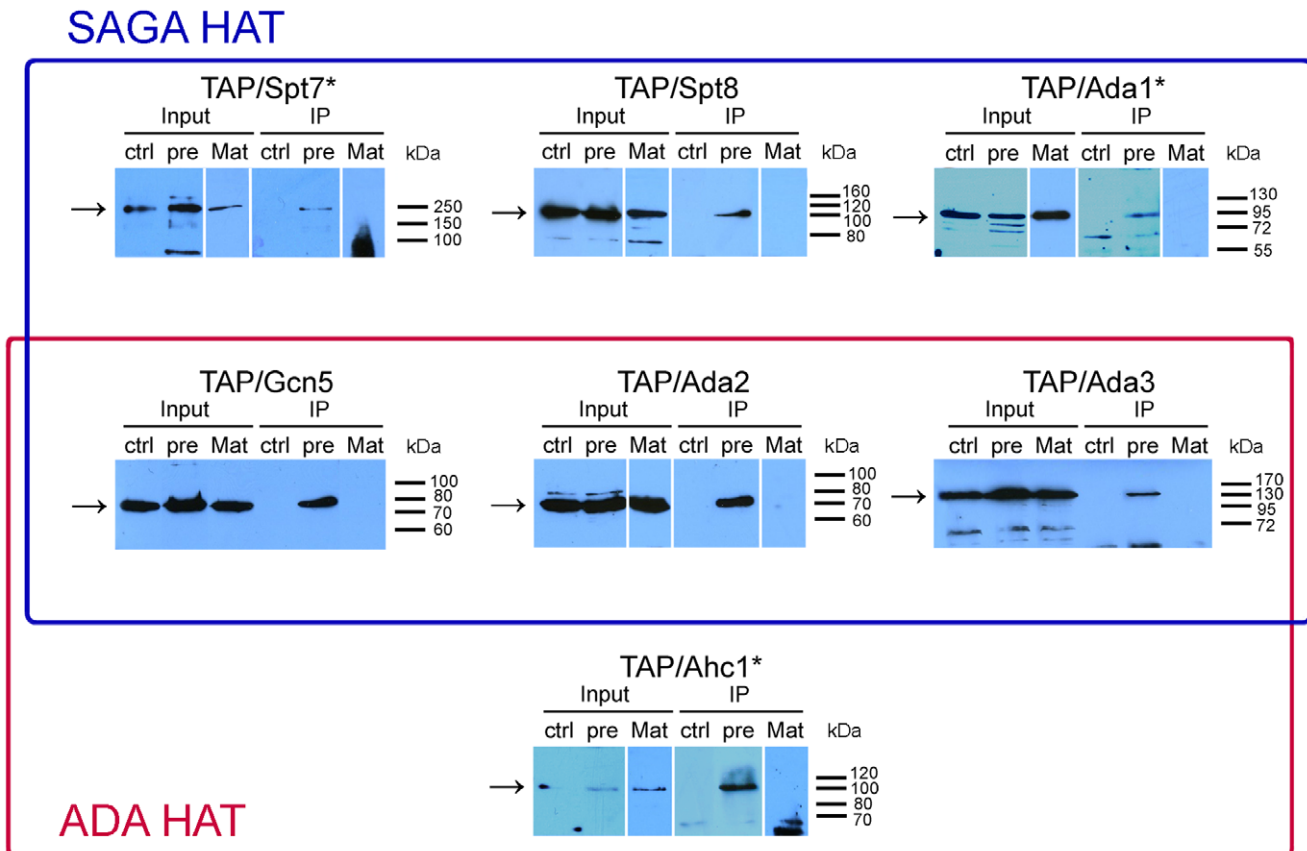 SAGA HAT
TAP/Spt7*
Input IP
ctrl pre Mat ctrl pre Mat kDa
→
250
150
100
TAP/Spt8
Input IP
ctrl pre Mat ctrl pre Mat kDa
→
160
120
100
80
TAP/Ada1*
Input IP
ctrl pre Mat ctrl pre Mat kDa
→
130
95
72
55
TAP/Gcn5
Input IP
ctrl pre Mat ctrl pre Mat kDa
→
100
80
70
60
TAP/Ada2
Input IP
ctrl pre Mat ctrl pre Mat kDa
→
100
80
70
60
TAP/Ada3
Input IP
ctrl pre Mat ctrl pre Mat kDa
→
170
130
95
72
TAP/Ahc1*
Input IP
ctrl pre Mat ctrl pre Mat kDa
→
120
100
80
70
ADA HAT